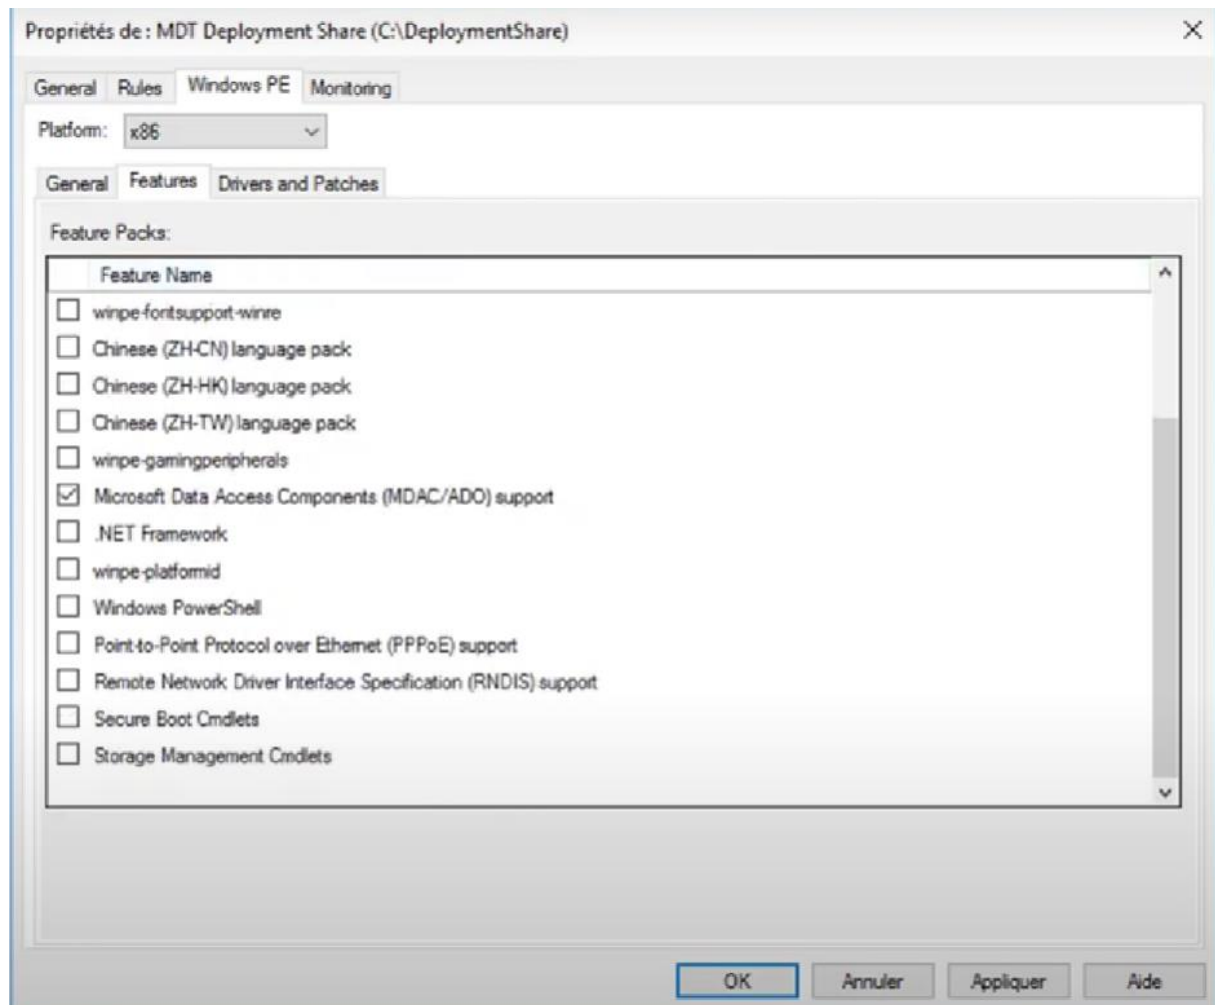 Propriétés de : MDT Deployment Share (C:\DeploymentShare)
General Rules Windows PE Monitoring
Platform: x86
General Features Drivers and Patches
Feature Packs:
Feature Name
winpe-fontsupport-winre
Chinese (ZH-CN) language pack
Chinese (ZH-HK) language pack
Chinese (ZH-TW) language pack
winpe-gamingperipherals
Microsoft Data Access Components (MDAC/ADO) support
.NET Framework
winpe-platformid
Windows PowerShell
Point-to-Point Protocol over Ethernet (PPPoE) support
Remote Network Driver Interface Specification (RNDIS) support
Secure Boot Cmdlets
Storage Management Cmdlets
OK Annuler Appliquer Aide